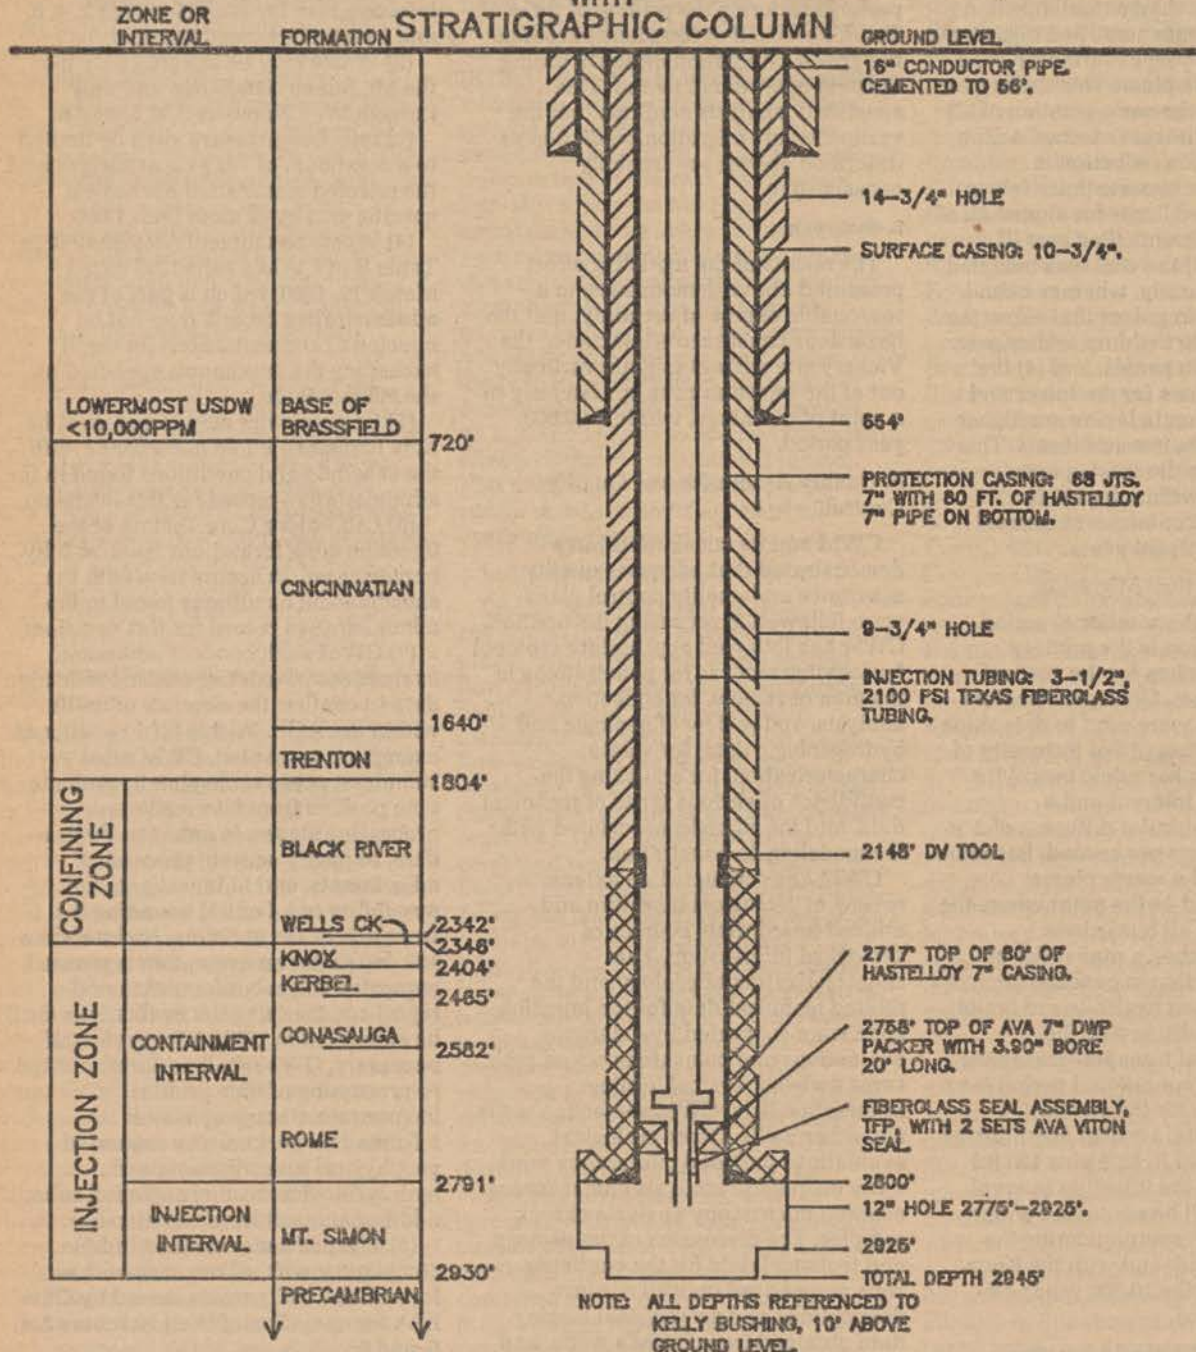 WITH
STRATIGRAPHIC COLUMN
ZONE OR
INTERVAL
FORMATION
GROUND LEVEL
LOWERMOST USDW
<10,000PPM
BASE OF
BRASSFIELD
720'
CINCINNATIAN
1640'
TRENTON
1804'
CONFINING
ZONE
BLACK RIVER
WELLS CK
2342'
2348'
KNOX
2404'
KERBEL
2465'
INJECTION ZONE
CONTAINMENT
INTERVAL
CONASAUGA
2582'
ROME
2791'
INJECTION
INTERVAL
MT. SIMON
2930'
PRECAMBRIAN
16" CONDUCTOR PIPE.
CEMENTED TO 56'.
14-3/4" HOLE
SURFACE CASING: 10-3/4".
654'
PROTECTION CASING: 68 JTS.
7" WITH 80 FT. OF HASTELLOY
7" PIPE ON BOTTOM.
9-3/4" HOLE
INJECTION TUBING: 3-1/2",
2100 PSI TEXAS FIBERGLASS
TUBING.
2148' DV TOOL
2717' TOP OF 80' OF
HASTELLOY 7" CASING.
2758' TOP OF AVA 7" DWP
PACKER WITH 3.90" BORE
20' LONG.
FIBERGLASS SEAL ASSEMBLY,
TFP, WITH 2 SETS AVA VITON
SEAL.
2800'
12" HOLE 2775'-2925'.
2925'
TOTAL DEPTH 2945'
NOTE: ALL DEPTHS REFERENCED TO
KELLY BUSHING, 10' ABOVE
GROUND LEVEL.